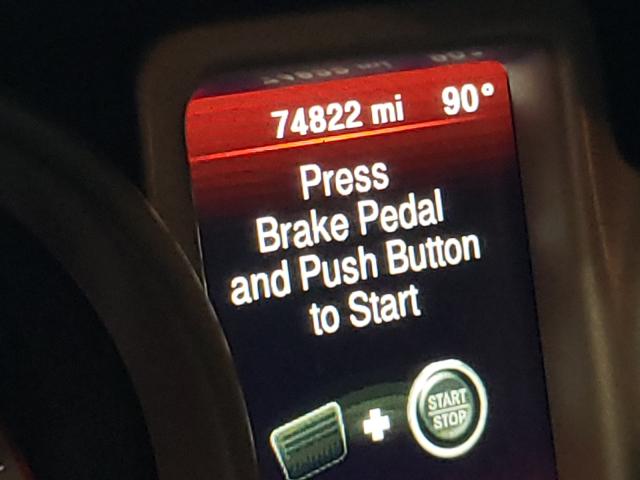 74822 mi 90°
Press
Brake Pedal
and Push Button
to Start
START
STOP